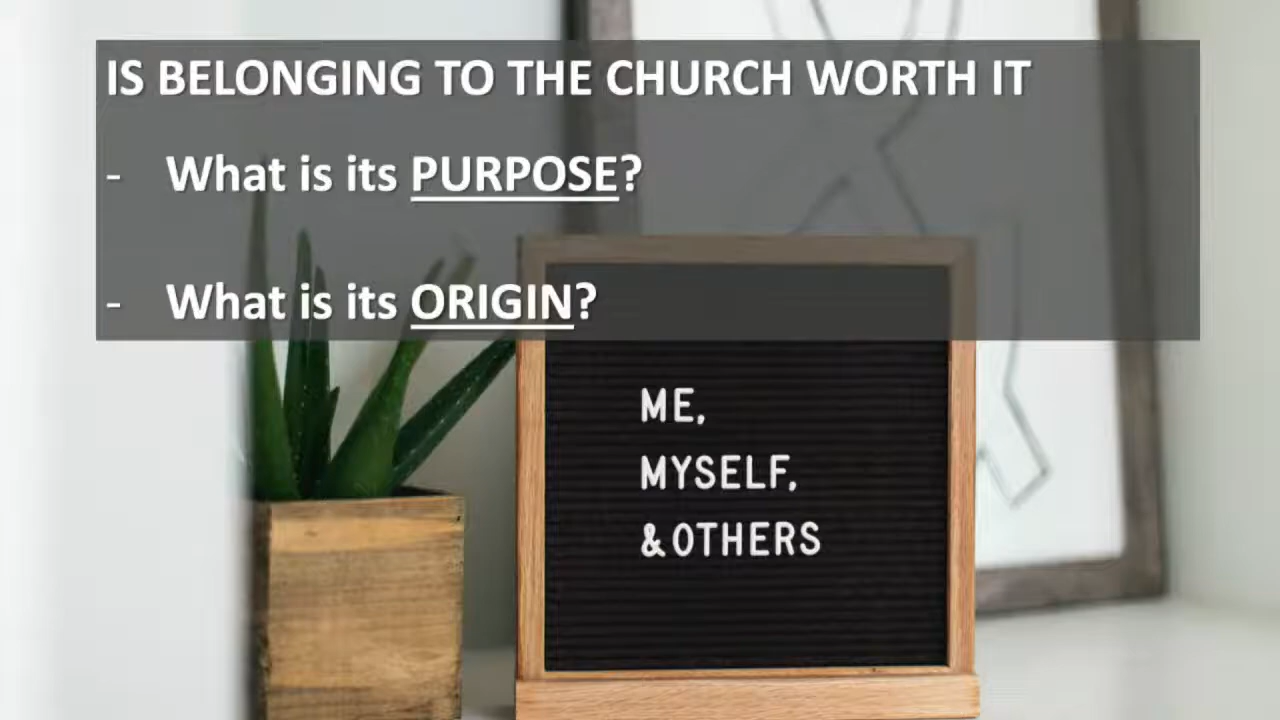 IS BELONGING TO THE CHURCH WORTH IT
- What is its PURPOSE?
- What is its ORIGIN?
ME,
MYSELF,
& OTHERS